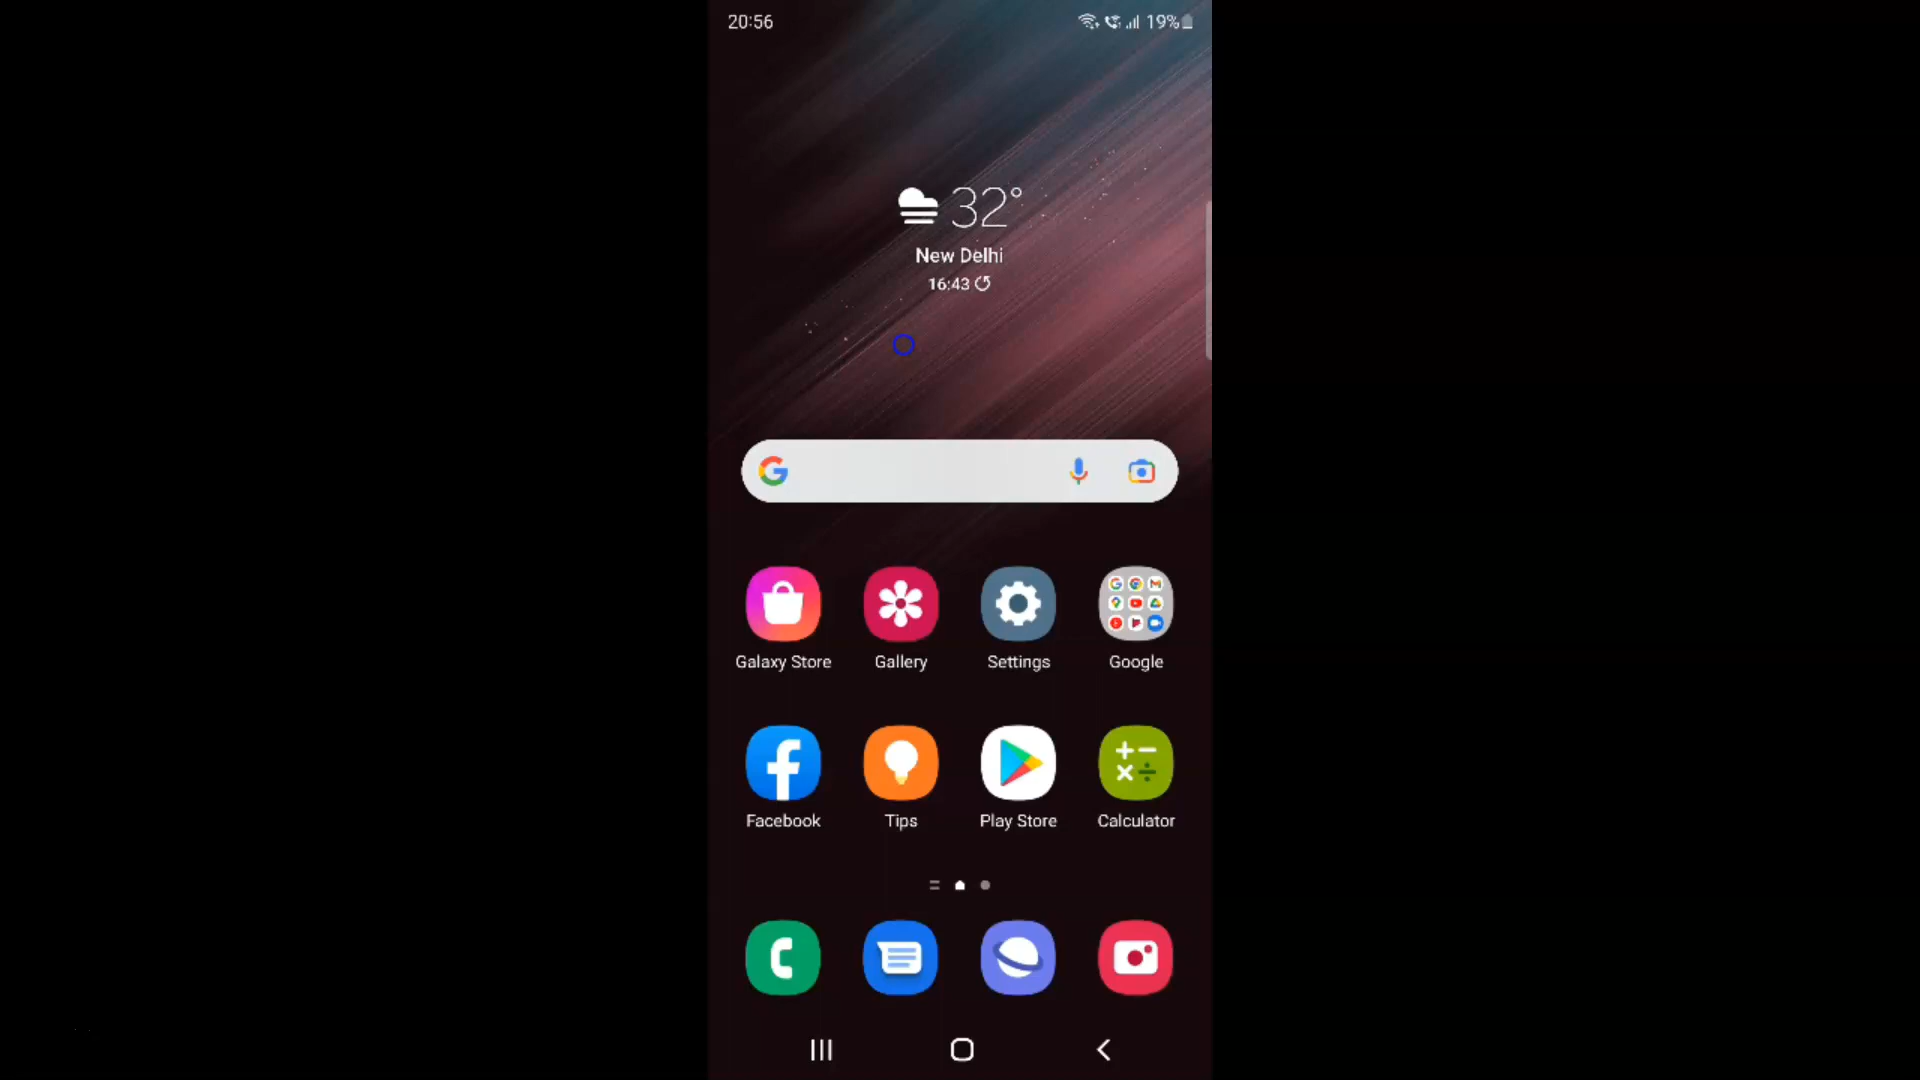 20:56
19%
32°
New Delhi
16:43
Galaxy Store
Gallery
Settings
Google
Facebook
Tips
Play Store
Calculator